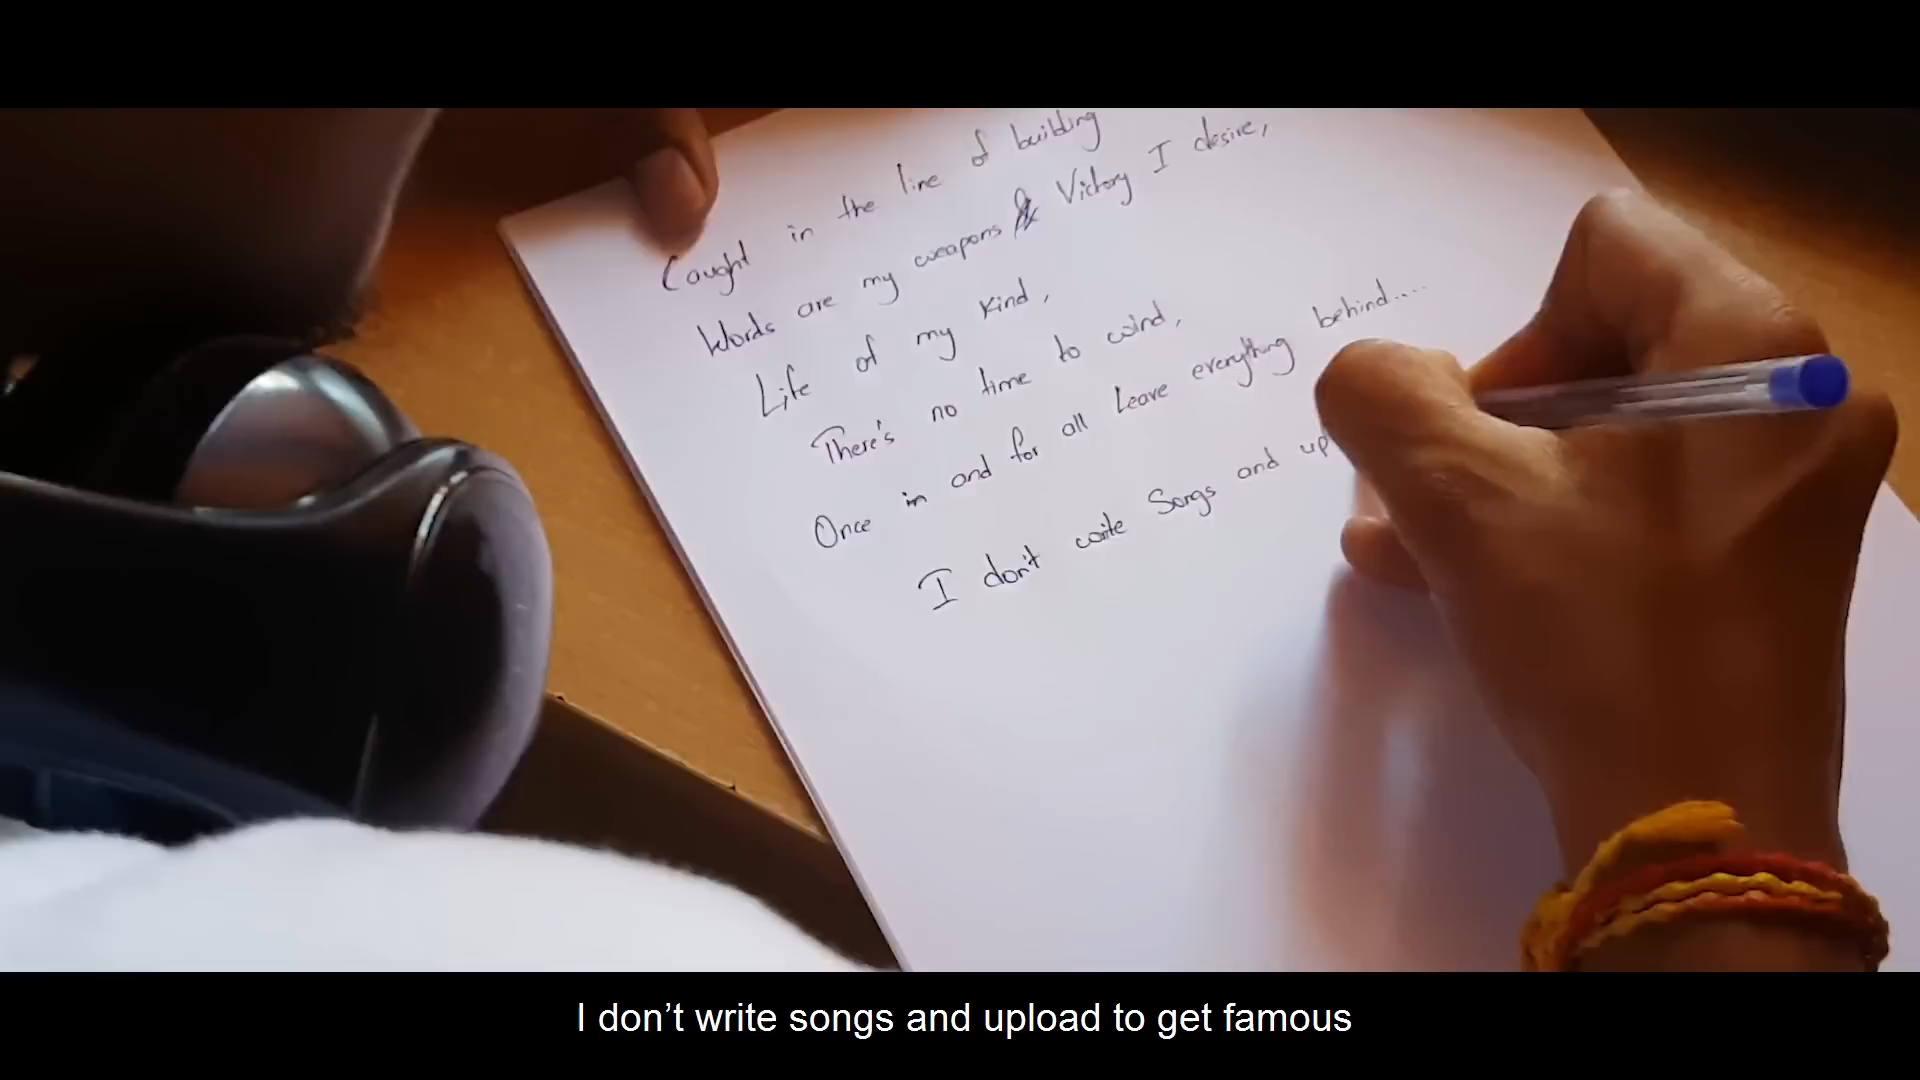 Caught in the line of building
Words are my weapons & Victory I desire,
Life of my kind,
There's no time to wind,
Once in and for all Leave everything behind.....
I don't write Songs and up
I don’t write songs and upload to get famous